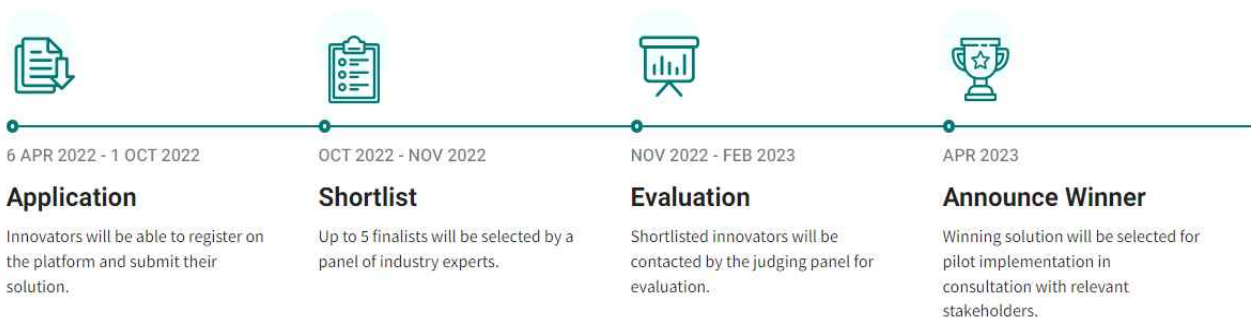 6 APR 2022 - 1 OCT 2022
Application
Innovators will be able to register on
the platform and submit their
solution.
OCT 2022 - NOV 2022
Shortlist
Up to 5 finalists will be selected by a
panel of industry experts.
NOV 2022 - FEB 2023
Evaluation
Shortlisted innovators will be
contacted by the judging panel for
evaluation.
APR 2023
Announce Winner
Winning solution will be selected for
pilot implementation in
consultation with relevant
stakeholders.